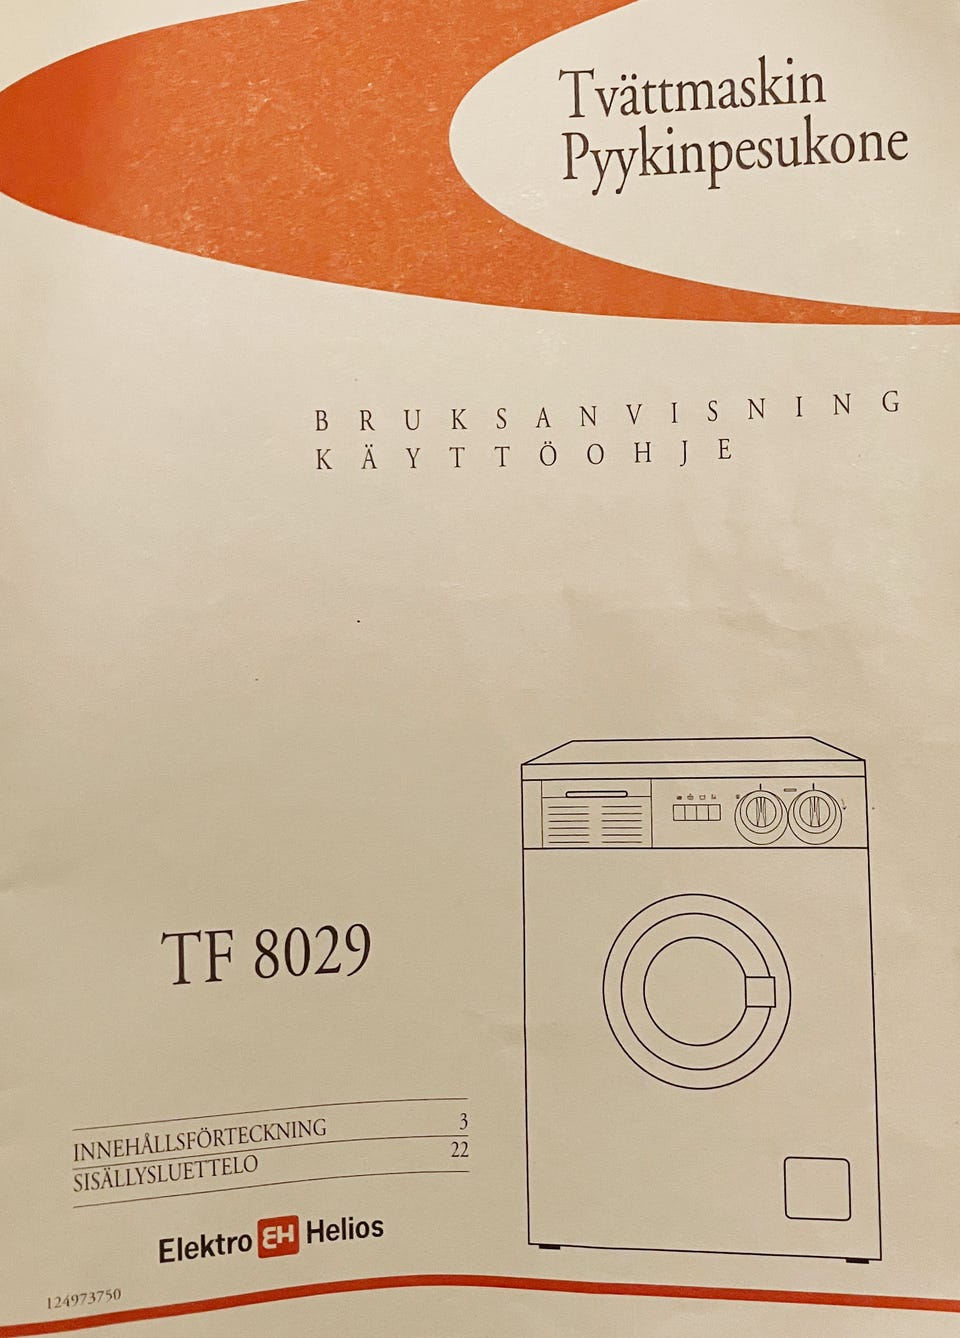 Tvättmaskin
Pyykinpesukone
BRUKSANVISNING
KÄYTTÖOHJE
TF 8029
INNEHÅLLSFÖRTECKNING 3
SISÄLLYSLUETTELO 22
Elektro EH Helios
124973750